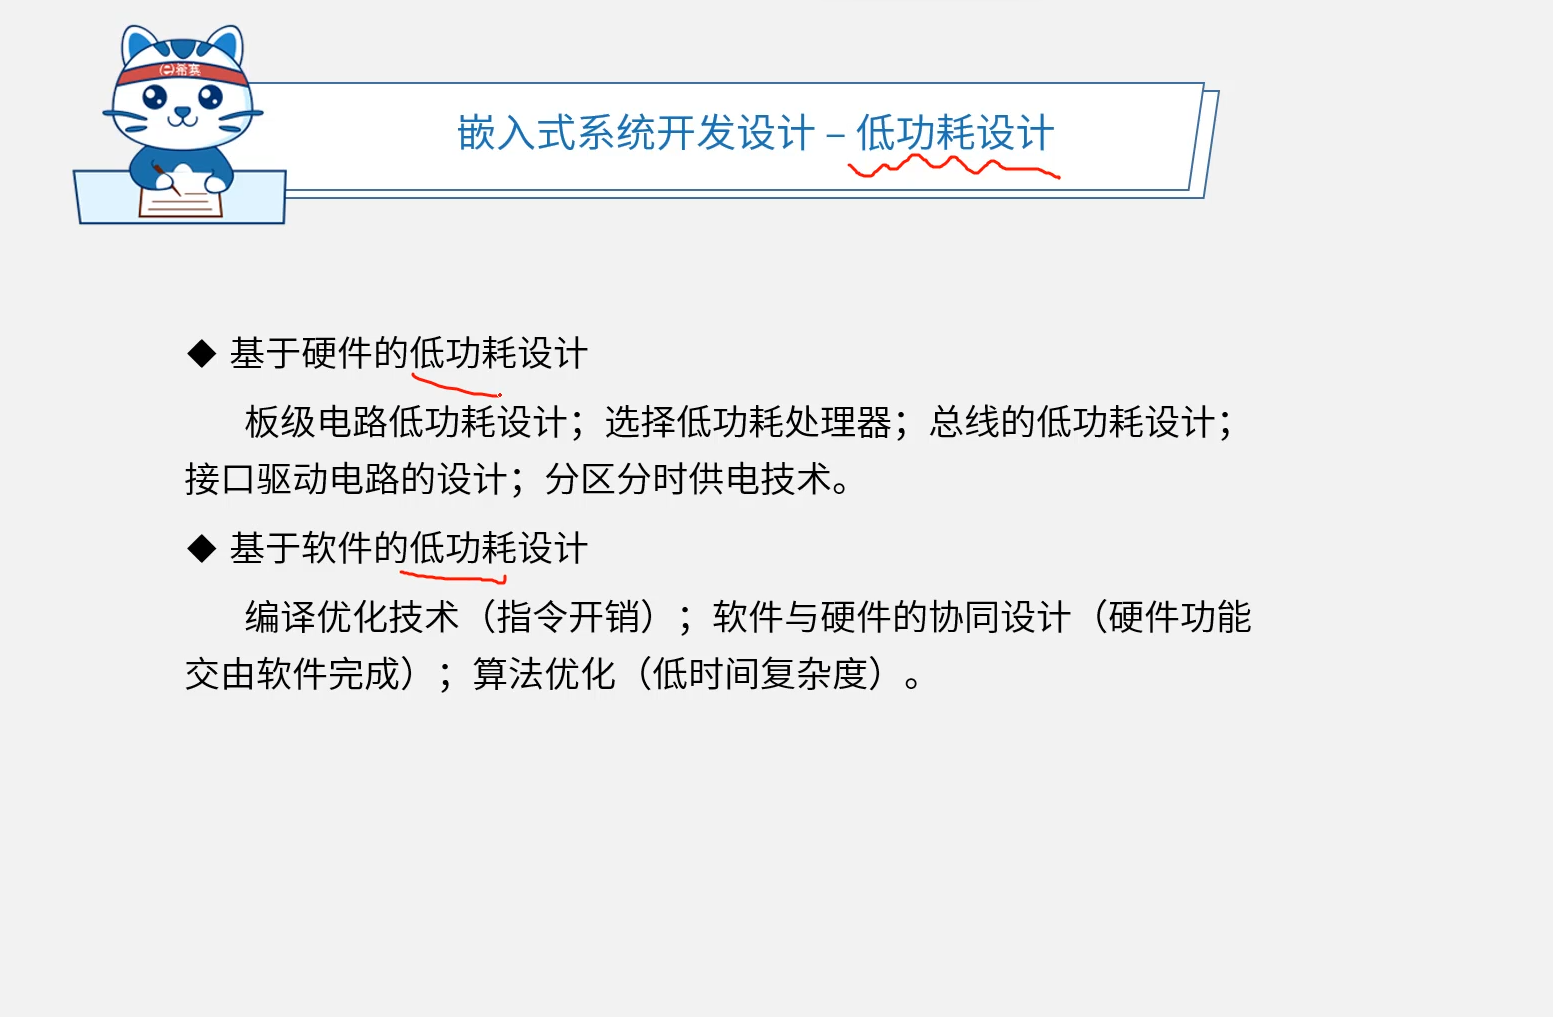 希赛
嵌入式系统开发设计 – 低功耗设计
◆ 基于硬件的低功耗设计
板级电路低功耗设计；选择低功耗处理器；总线的低功耗设计；
接口驱动电路的设计；分区分时供电技术。
◆ 基于软件的低功耗设计
编译优化技术（指令开销）；软件与硬件的协同设计（硬件功能
交由软件完成）；算法优化（低时间复杂度）。